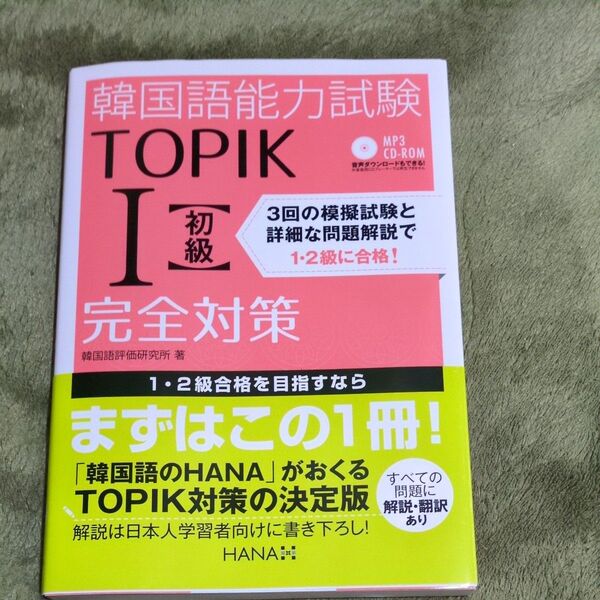 韓国語能力試験
TOPIK
MP3
CD-ROM
音声ダウンロードもできる!
I【初級】
3回の模擬試験と
詳細な問題解説で
1・2級に合格!
完全対策
韓国語評価研究所 著
1・2級合格を目指すなら
まずはこの1冊!
「韓国語のHANA」がおくる
TOPIK対策の決定版
解説は日本人学習者向けに書き下ろし!
すべての
問題に
解説・翻訳
あり
HANA